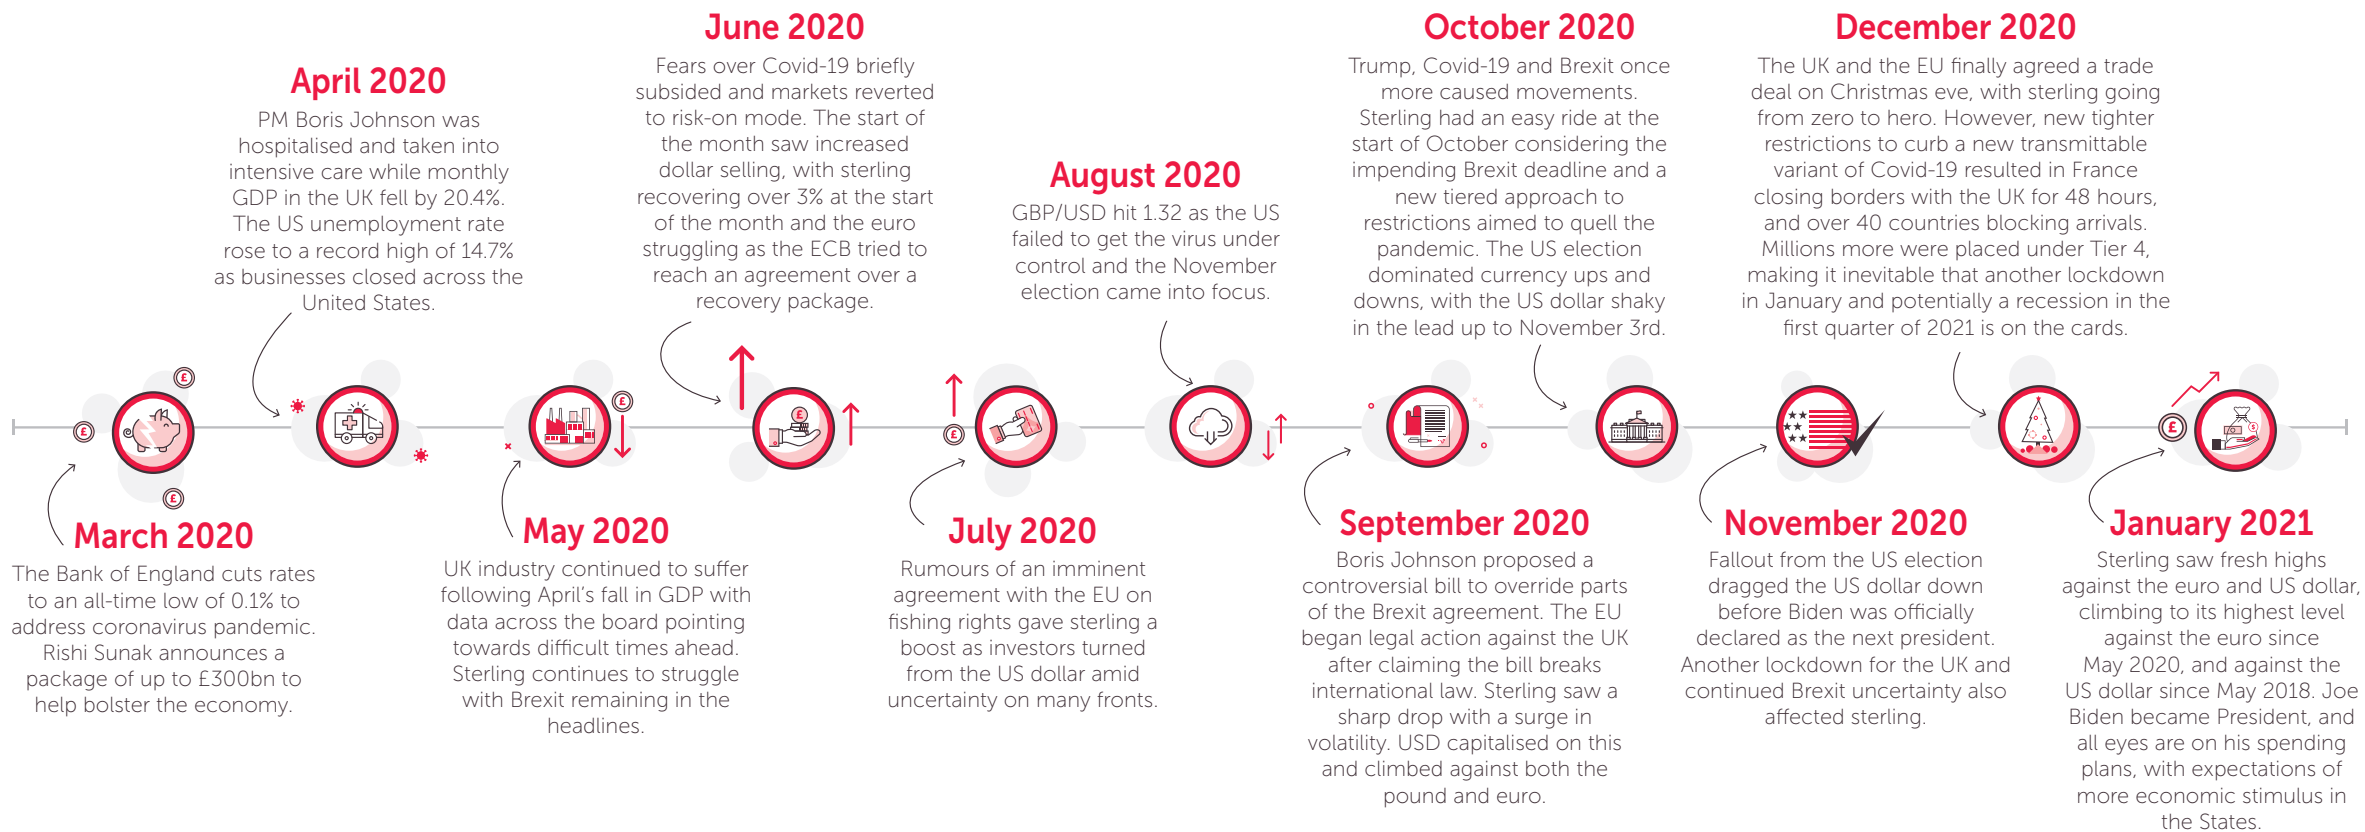 March 2020
The Bank of England cuts rates
to an all-time low of 0.1% to
address coronavirus pandemic.
Rishi Sunak announces a
package of up to £300bn to
help bolster the economy.
April 2020
PM Boris Johnson was
hospitalised and taken into
intensive care while monthly
GDP in the UK fell by 20.4%.
The US unemployment rate
rose to a record high of 14.7%
as businesses closed across the
United States.
May 2020
UK industry continued to suffer
following April's fall in GDP with
data across the board pointing
towards difficult times ahead.
Sterling continues to struggle
with Brexit remaining in the
headlines.
June 2020
Fears over Covid-19 briefly
subsided and markets reverted
to risk-on mode. The start of
the month saw increased
dollar selling, with sterling
recovering over 3% at the start
of the month and the euro
struggling as the ECB tried to
reach an agreement over a
recovery package.
July 2020
Rumours of an imminent
agreement with the EU on
fishing rights gave sterling a
boost as investors turned
from the US dollar amid
uncertainty on many fronts.
August 2020
GBP/USD hit 1.32 as the US
failed to get the virus under
control and the November
election came into focus.
September 2020
Boris Johnson proposed a
controversial bill to override parts
of the Brexit agreement. The EU
began legal action against the UK
after claiming the bill breaks
international law. Sterling saw a
sharp drop with a surge in
volatility. USD capitalised on this
and climbed against both the
pound and euro.
October 2020
Trump, Covid-19 and Brexit once
more caused movements.
Sterling had an easy ride at the
start of October considering the
impending Brexit deadline and a
new tiered approach to
restrictions aimed to quell the
pandemic. The US election
dominated currency ups and
downs, with the US dollar shaky
in the lead up to November 3rd.
November 2020
Fallout from the US election
dragged the US dollar down
before Biden was officially
declared as the next president.
Another lockdown for the UK and
continued Brexit uncertainty also
affected sterling.
December 2020
The UK and the EU finally agreed a trade
deal on Christmas eve, with sterling going
from zero to hero. However, new tighter
restrictions to curb a new transmittable
variant of Covid-19 resulted in France
closing borders with the UK for 48 hours,
and over 40 countries blocking arrivals.
Millions more were placed under Tier 4,
making it inevitable that another lockdown
in January and potentially a recession in the
first quarter of 2021 is on the cards.
January 2021
Sterling saw fresh highs
against the euro and US dollar,
climbing to its highest level
against the euro since
May 2020, and against the
US dollar since May 2018. Joe
Biden became President, and
all eyes are on his spending
plans, with expectations of
more economic stimulus in
the States.
£
£
£
£
£
£
£
$